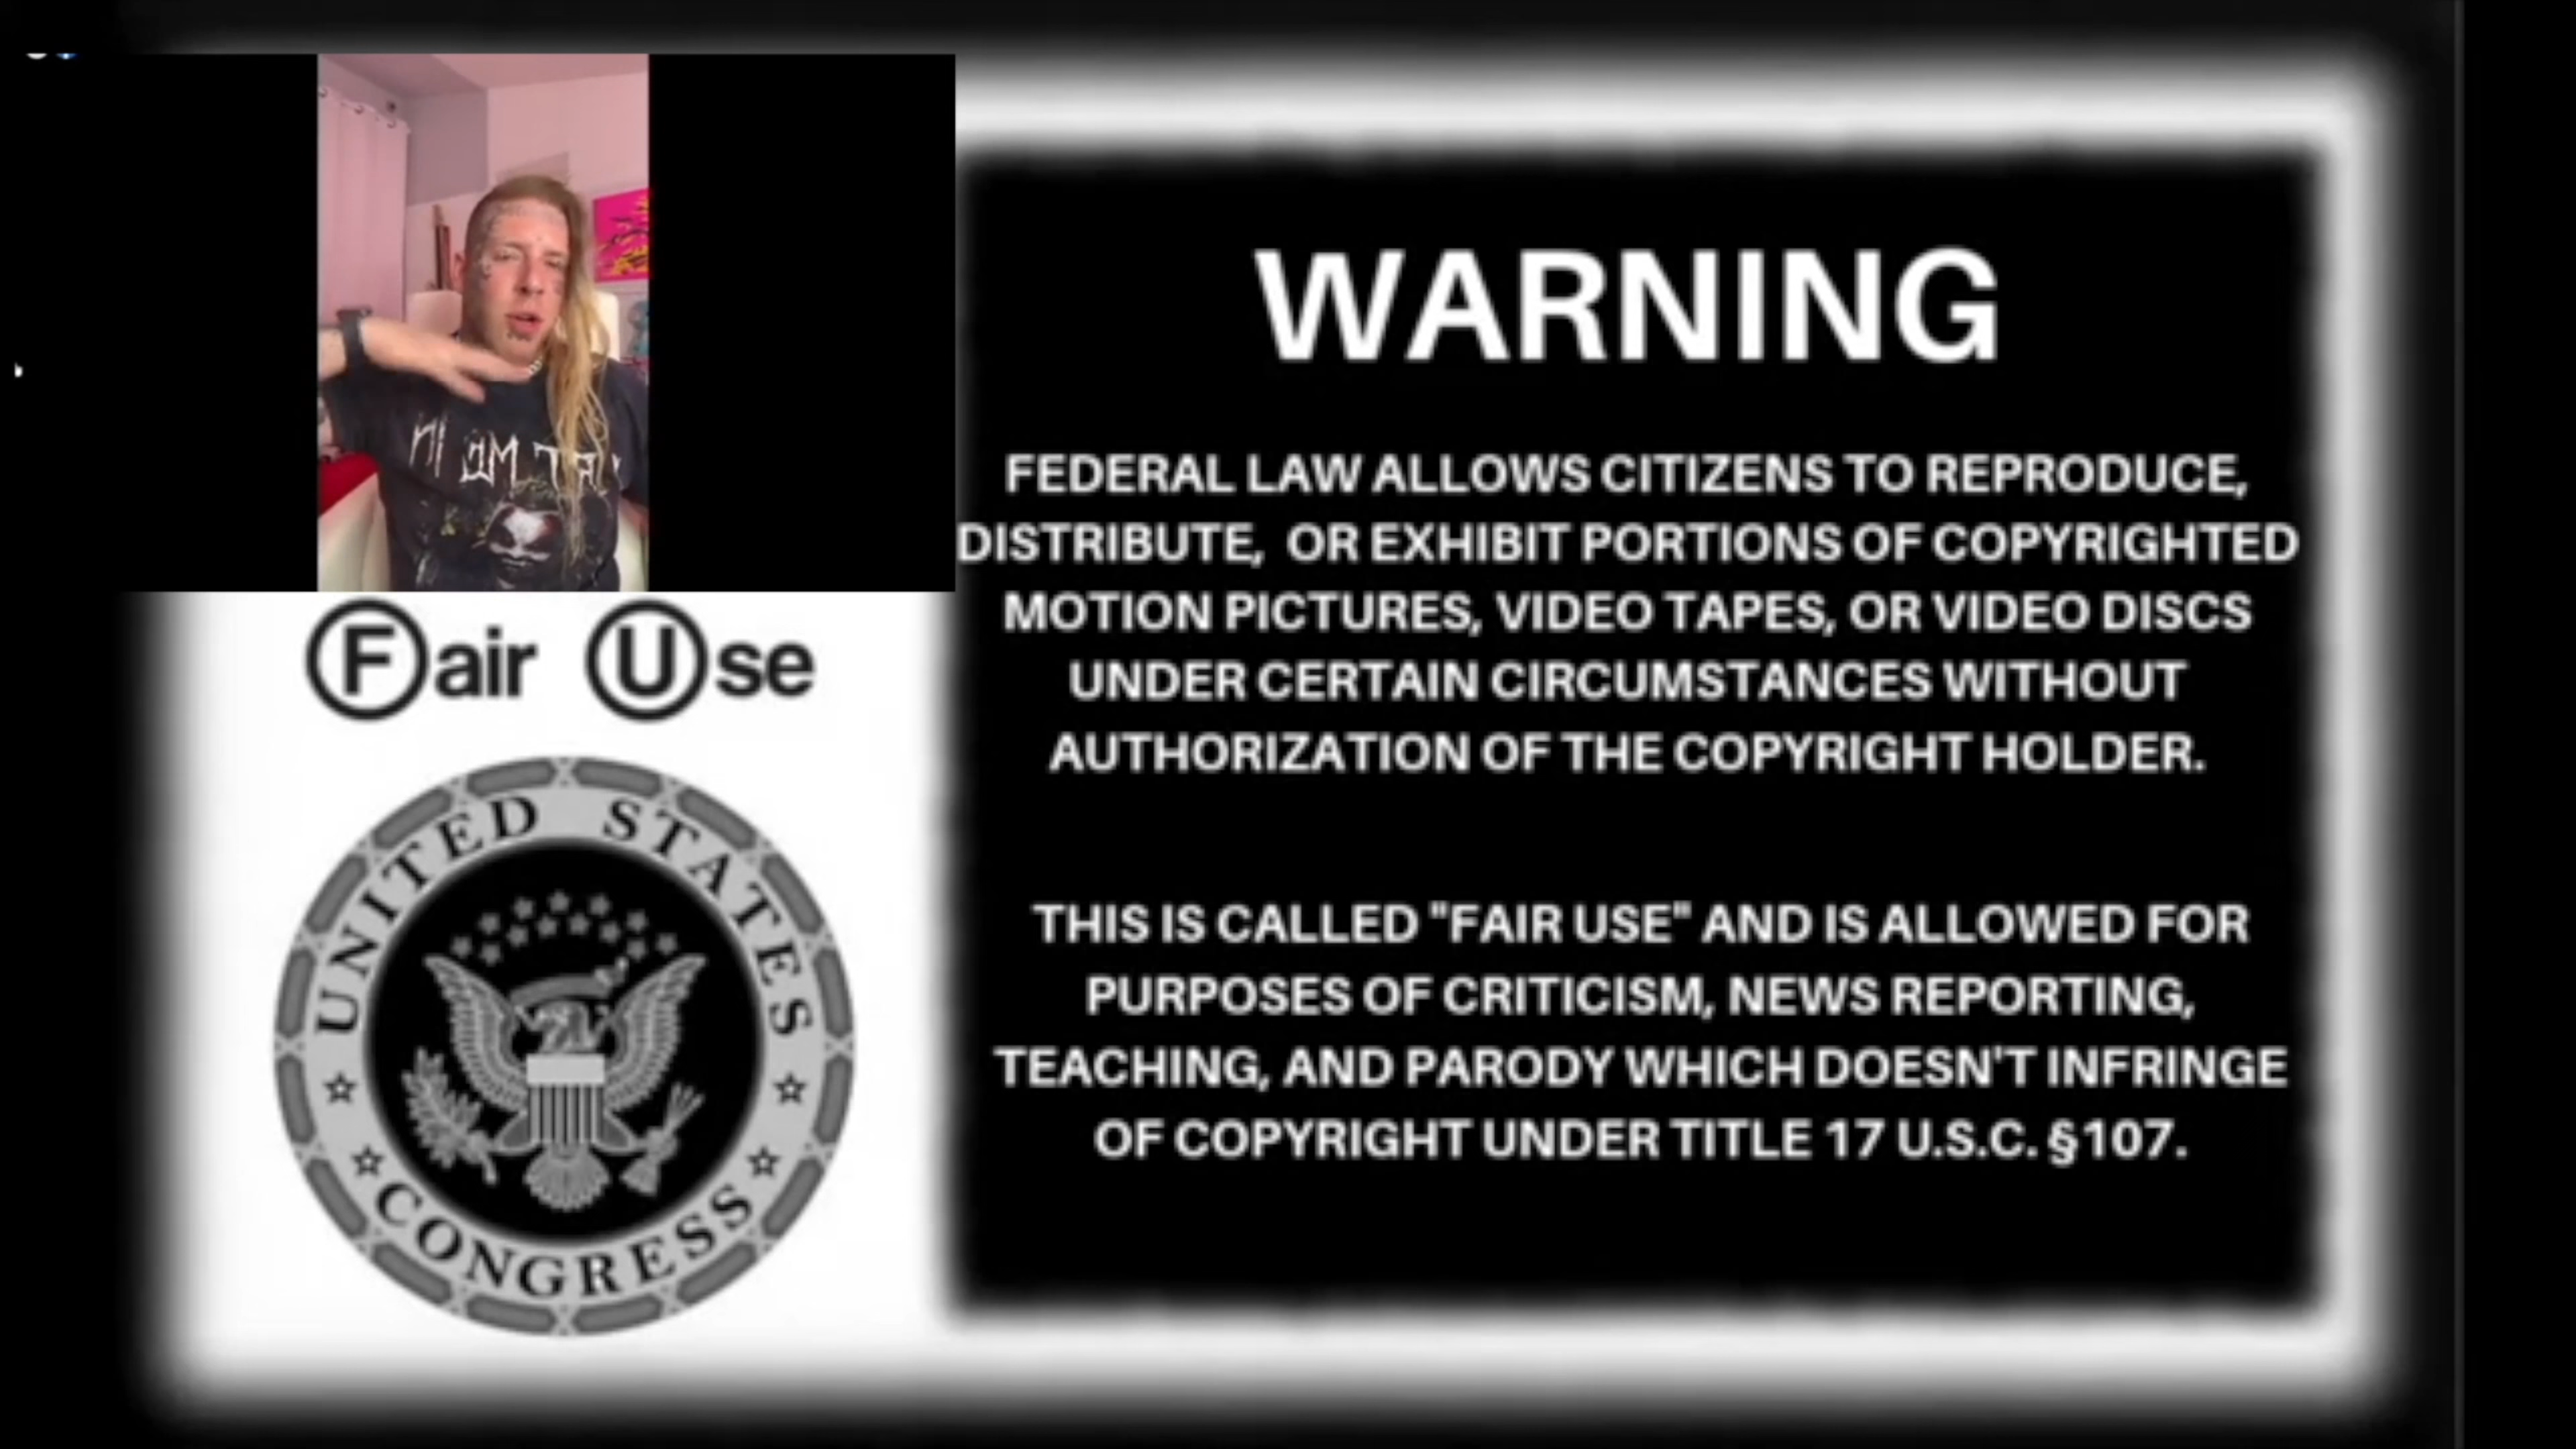 WARNING
FEDERAL LAW ALLOWS CITIZENS TO REPRODUCE,
DISTRIBUTE, OR EXHIBIT PORTIONS OF COPYRIGHTED
MOTION PICTURES, VIDEO TAPES, OR VIDEO DISCS
UNDER CERTAIN CIRCUMSTANCES WITHOUT
AUTHORIZATION OF THE COPYRIGHT HOLDER.
THIS IS CALLED "FAIR USE" AND IS ALLOWED FOR
PURPOSES OF CRITICISM, NEWS REPORTING,
TEACHING, AND PARODY WHICH DOESN'T INFRINGE
OF COPYRIGHT UNDER TITLE 17 U.S.C. §107.
Fair Use
UNITED STATES
CONGRESS